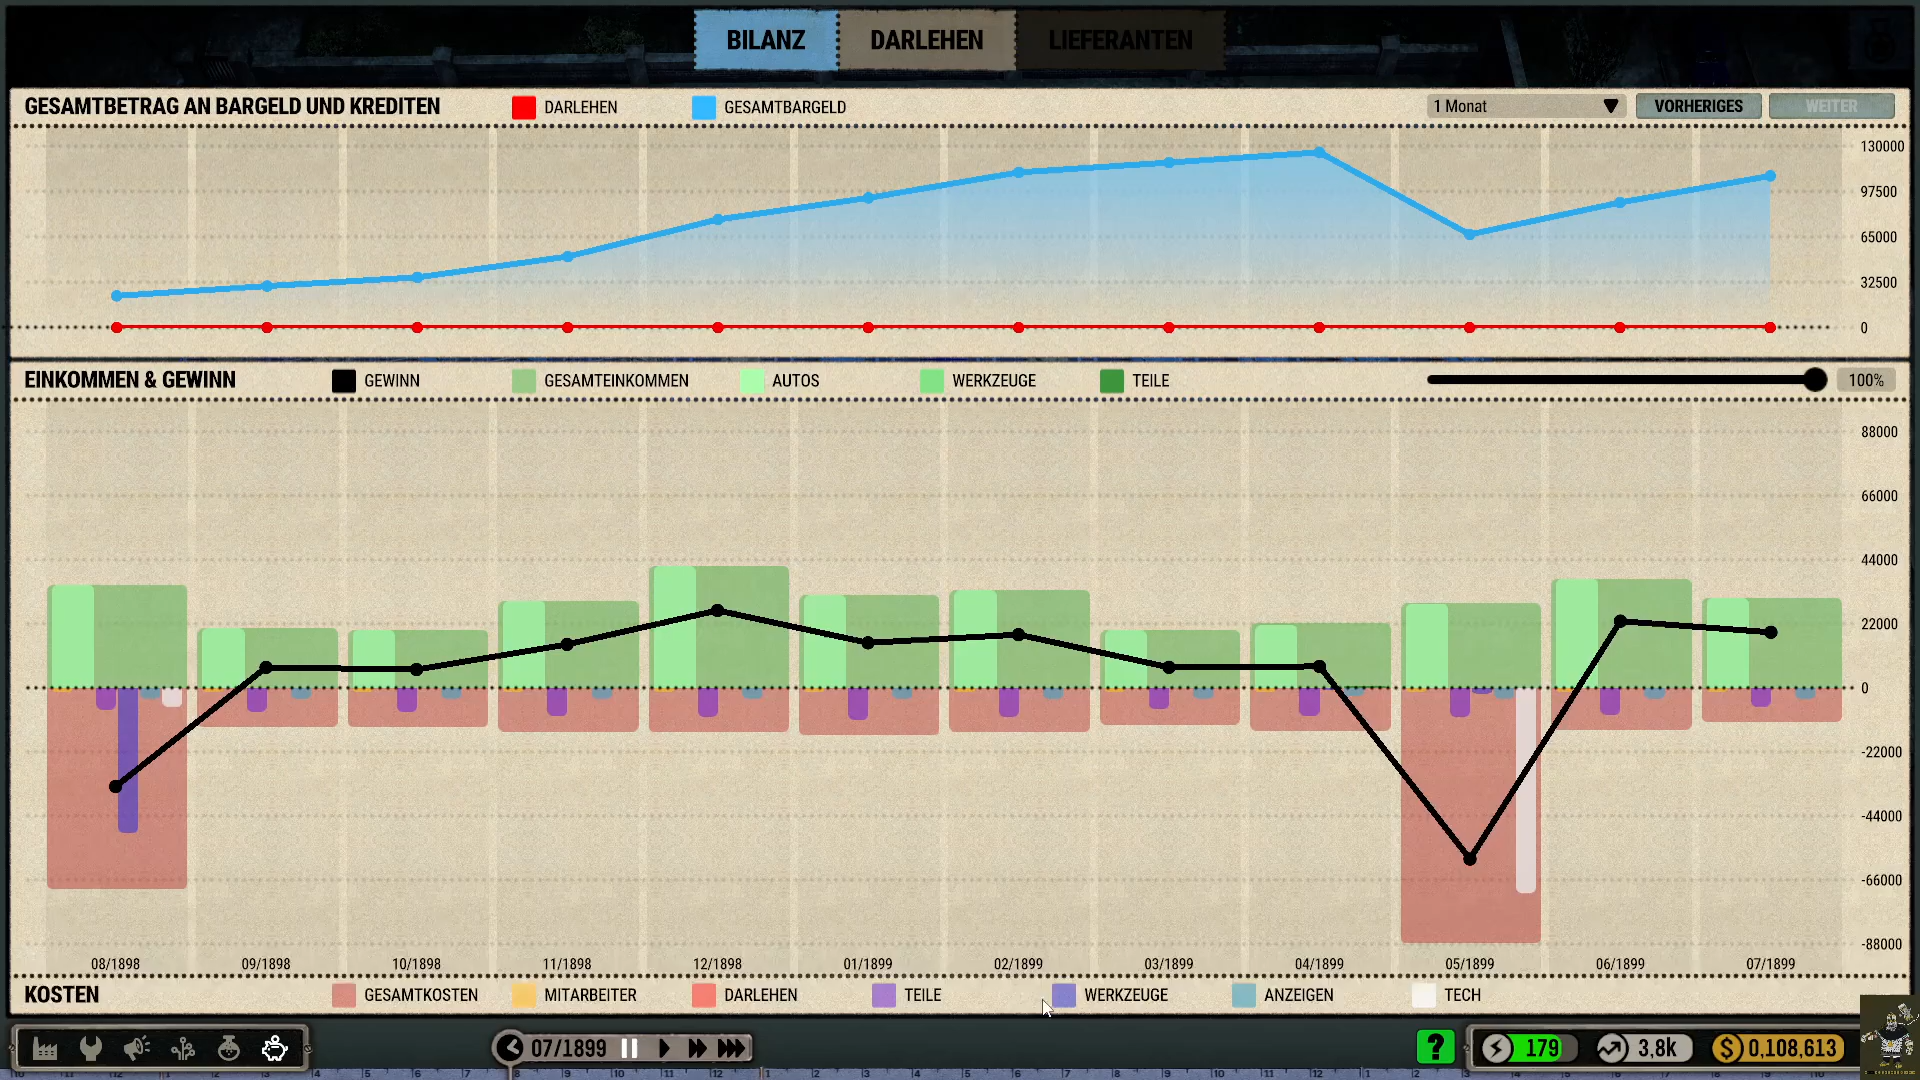 BILANZ DARLEHEN LIEFERANTEN
GESAMTBETRAG AN BARGELD UND KREDITEN DARLEHEN GESAMTBARGELD 1 Monat VORHERIGES WEITER
130000
97500
65000
32500
0
EINKOMMEN & GEWINN GEWINN GESAMTEINKOMMEN AUTOS WERKZEUGE TEILE 100%
88000
66000
44000
22000
0
-22000
-44000
-66000
-88000
08/1898 09/1898 10/1898 11/1898 12/1898 01/1899 02/1899 03/1899 04/1899 05/1899 06/1899 07/1899
KOSTEN GESAMTKOSTEN MITARBEITER DARLEHEN TEILE WERKZEUGE ANZEIGEN TECH
07/1899 ? 179 3,8k $ 0,108,613